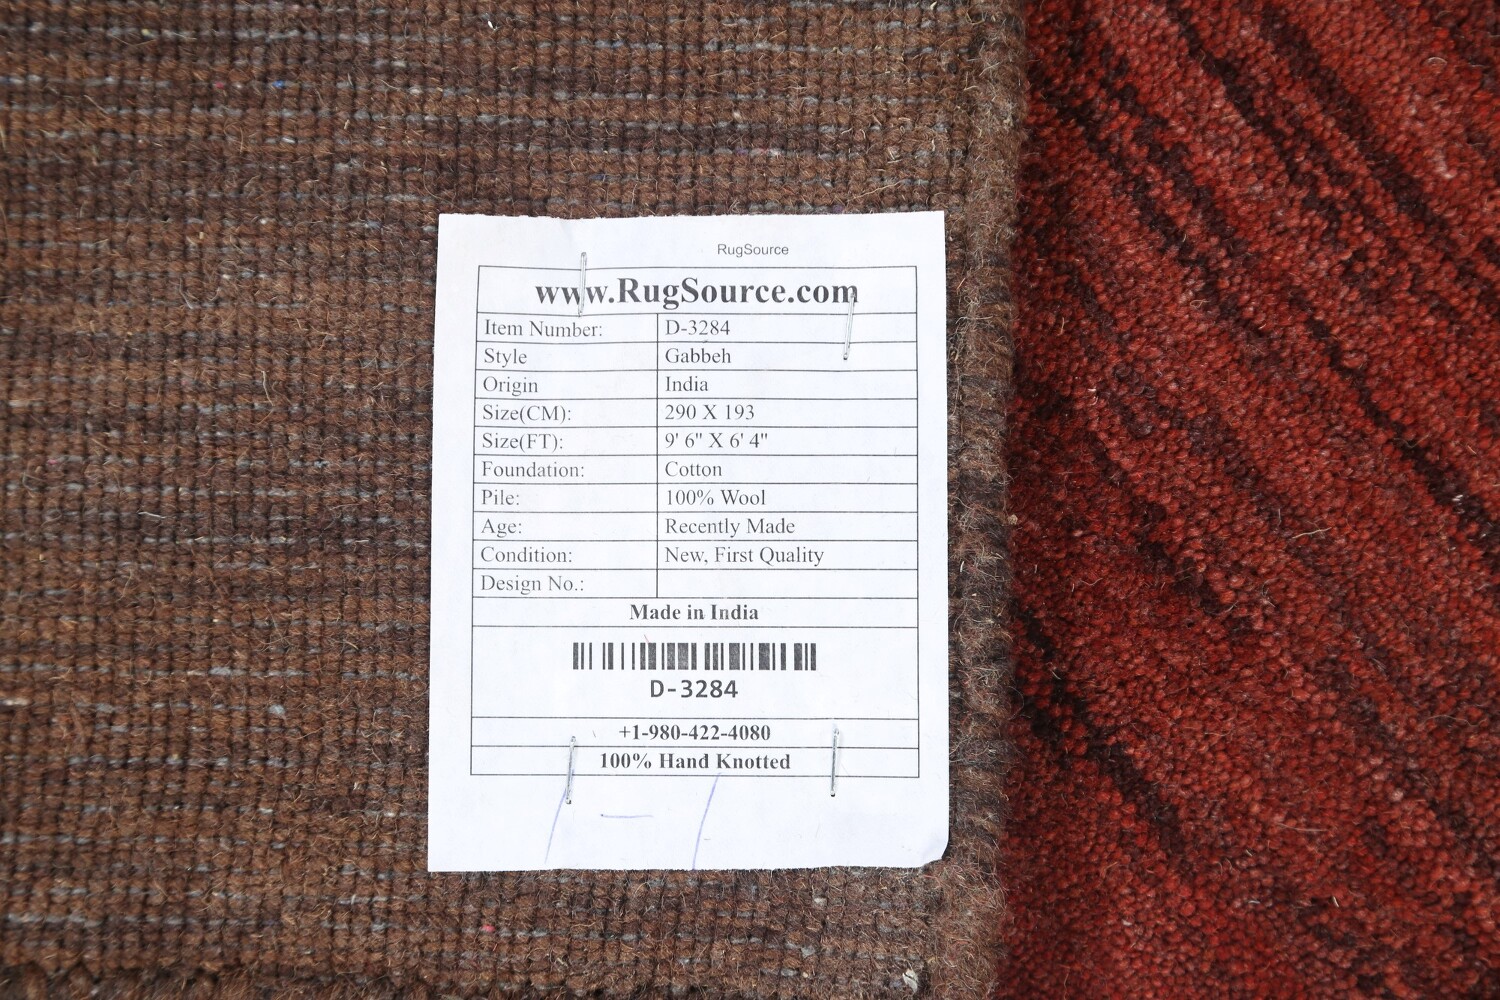 RugSource
www.RugSource.com
Item Number: D-3284
Style Gabbeh
Origin India
Size(CM): 290 X 193
Size(FT): 9' 6" X 6' 4"
Foundation: Cotton
Pile: 100% Wool
Age: Recently Made
Condition: New, First Quality
Design No.:
Made in India
D-3284
+1-980-422-4080
100% Hand Knotted
1 - 1